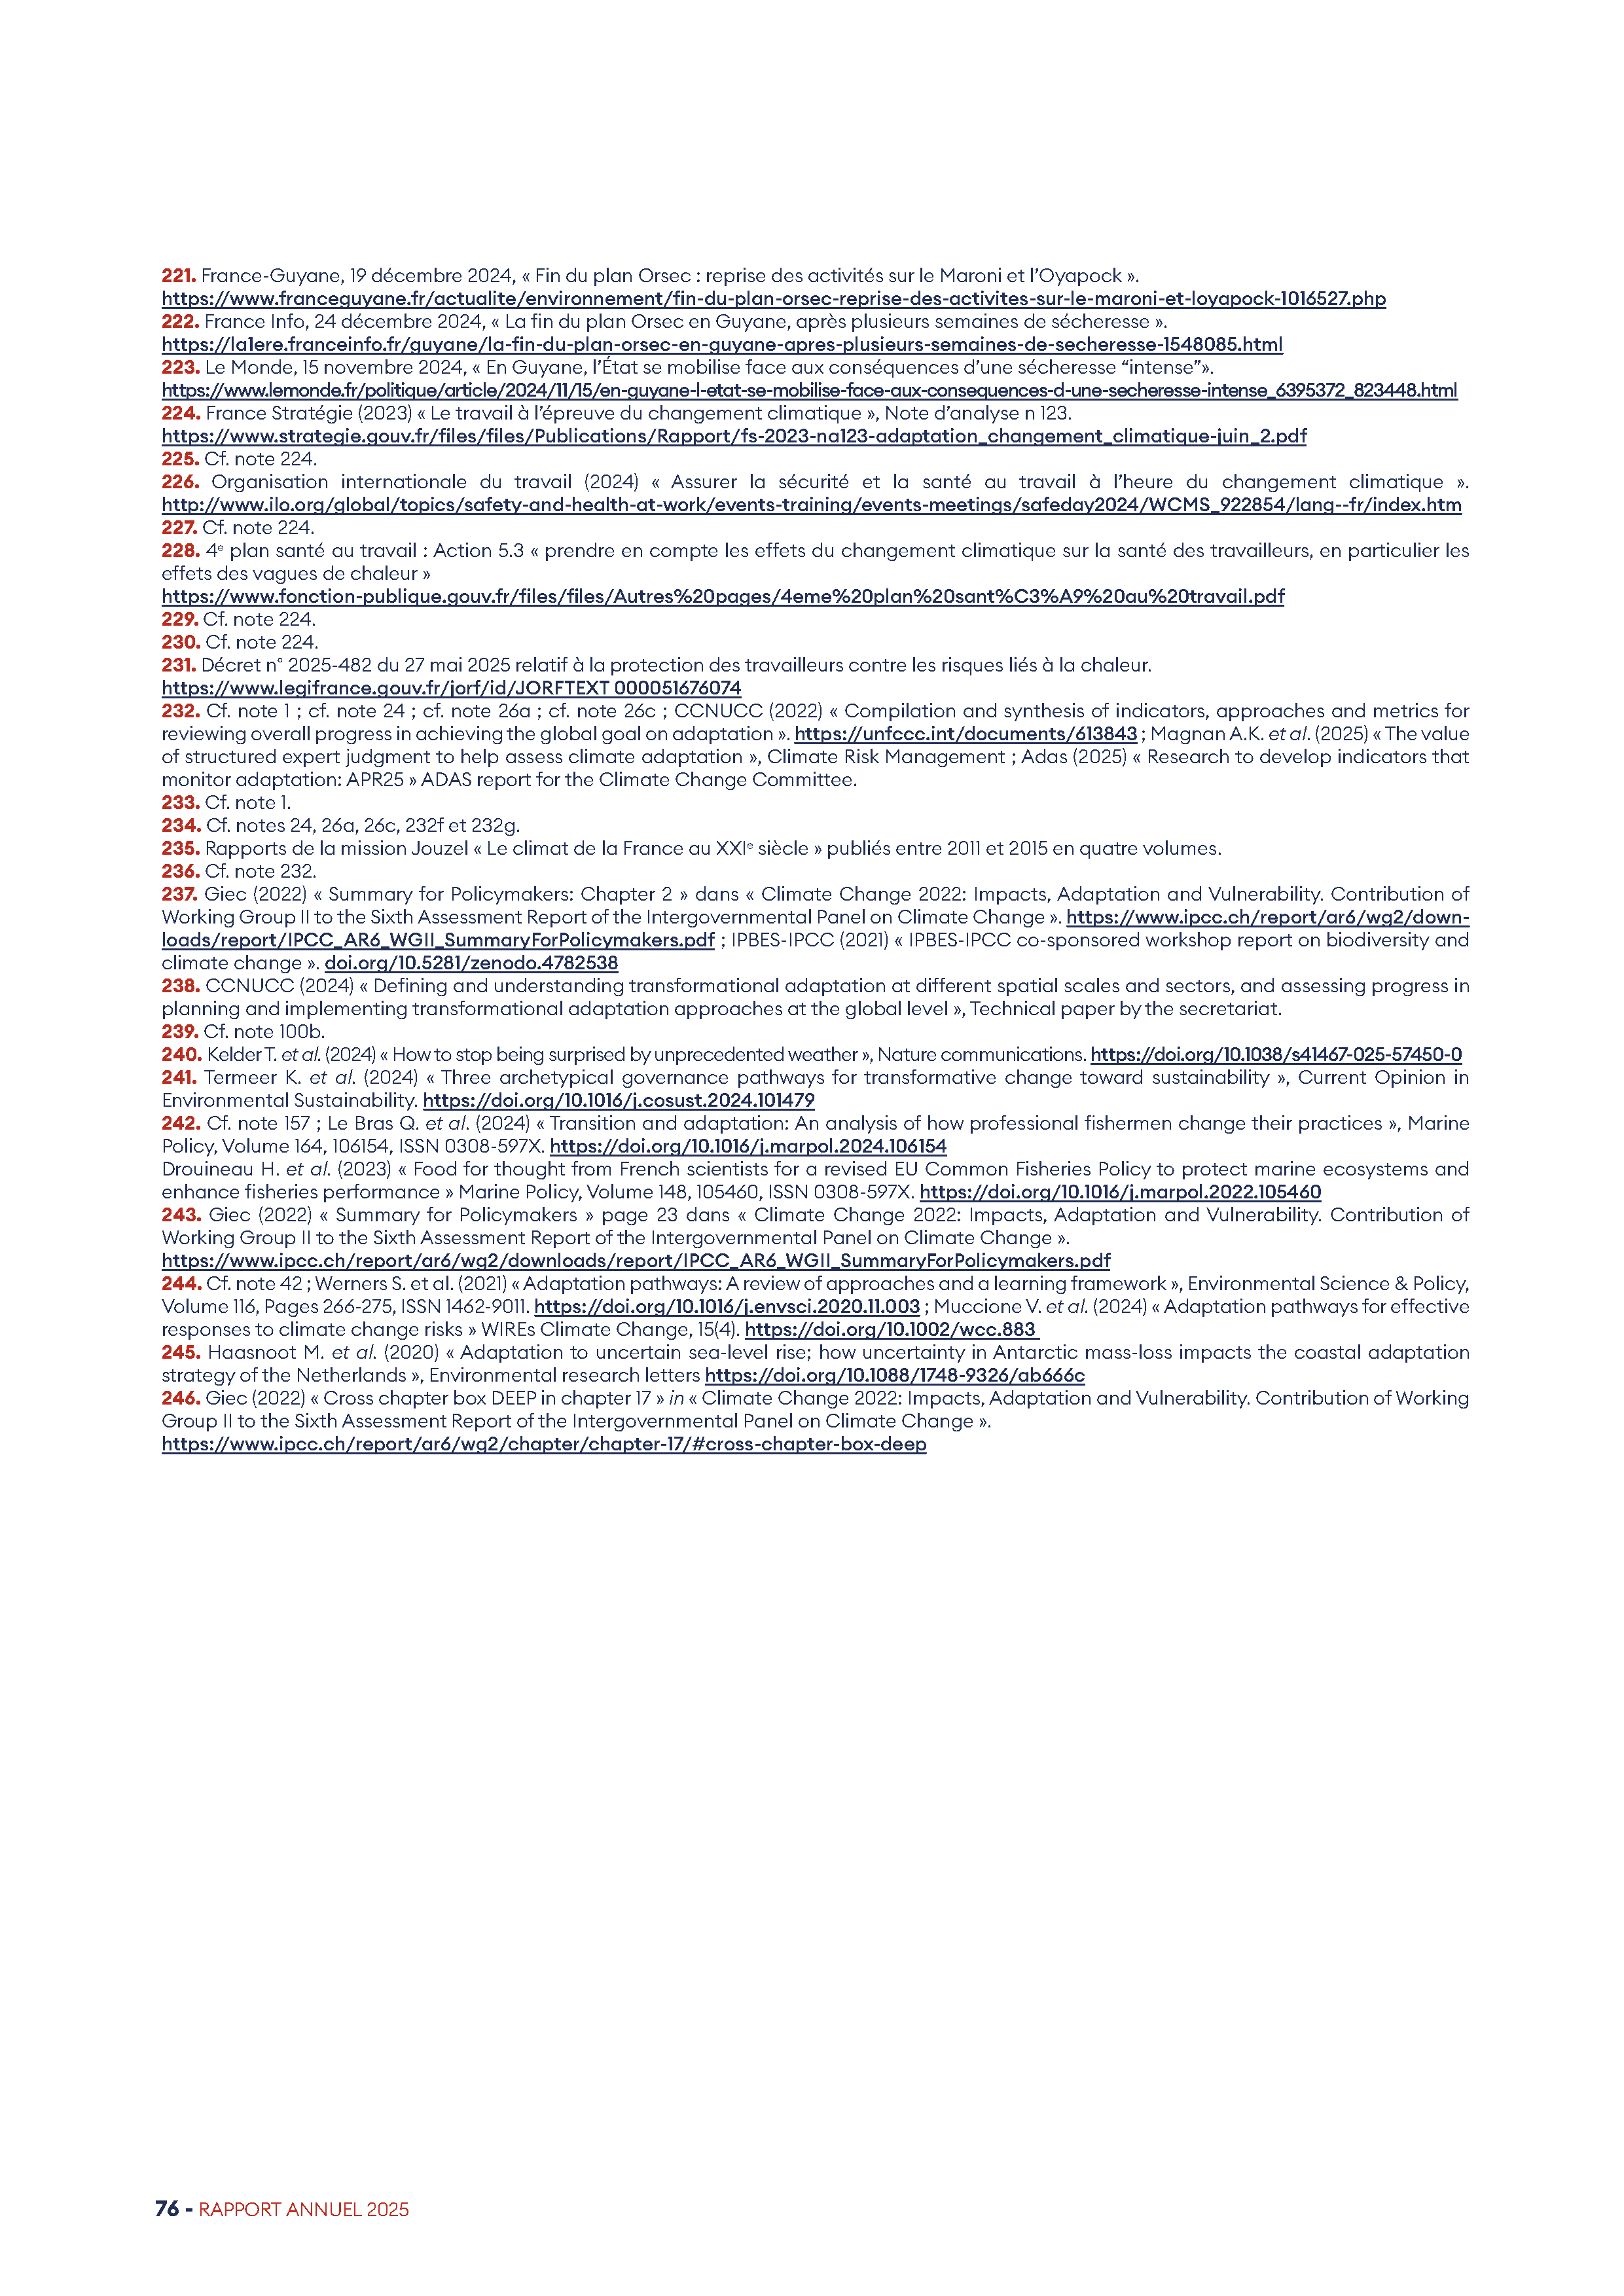 221. France-Guyane, 19 décembre 2024, « Fin du plan Orsec : reprise des activités sur le Maroni et l’Oyapock ».
https://www.franceguyane.fr/actualite/environnement/fin-du-plan-orsec-reprise-des-activites-sur-le-maroni-et-loyapock-1016527.php
222. France Info, 24 décembre 2024, « La fin du plan Orsec en Guyane, après plusieurs semaines de sécheresse ».
https://la1ere.franceinfo.fr/guyane/la-fin-du-plan-orsec-en-guyane-apres-plusieurs-semaines-de-secheresse-1548085.html
223. Le Monde, 15 novembre 2024, « En Guyane, l’État se mobilise face aux conséquences d’une sécheresse “intense”».
https://www.lemonde.fr/politique/article/2024/11/15/en-guyane-l-etat-se-mobilise-face-aux-consequences-d-une-secheresse-intense_6395372_823448.html
224. France Stratégie (2023) « Le travail à l’épreuve du changement climatique », Note d’analyse n 123.
https://www.strategie.gouv.fr/files/files/Publications/Rapport/fs-2023-na123-adaptation_changement_climatique-juin_2.pdf
225. Cf. note 224.
226. Organisation internationale du travail (2024) « Assurer la sécurité et la santé au travail à l’heure du changement climatique ».
http://www.ilo.org/global/topics/safety-and-health-at-work/events-training/events-meetings/safeday2024/WCMS_922854/lang--fr/index.htm
227. Cf. note 224.
228. 4e plan santé au travail : Action 5.3 « prendre en compte les effets du changement climatique sur la santé des travailleurs, en particulier les
effets des vagues de chaleur »
https://www.fonction-publique.gouv.fr/files/files/Autres%20pages/4eme%20plan%20sant%C3%A9%20au%20travail.pdf
229. Cf. note 224.
230. Cf. note 224.
231. Décret n° 2025-482 du 27 mai 2025 relatif à la protection des travailleurs contre les risques liés à la chaleur.
https://www.legifrance.gouv.fr/jorf/id/JORFTEXT 000051676074
232. Cf. note 1 ; cf. note 24 ; cf. note 26a ; cf. note 26c ; CCNUCC (2022) « Compilation and synthesis of indicators, approaches and metrics for
reviewing overall progress in achieving the global goal on adaptation ». https://unfccc.int/documents/613843 ; Magnan A.K. et al. (2025) « The value
of structured expert judgment to help assess climate adaptation », Climate Risk Management ; Adas (2025) « Research to develop indicators that
monitor adaptation: APR25 » ADAS report for the Climate Change Committee.
233. Cf. note 1.
234. Cf. notes 24, 26a, 26c, 232f et 232g.
235. Rapports de la mission Jouzel « Le climat de la France au XXIe siècle » publiés entre 2011 et 2015 en quatre volumes.
236. Cf. note 232.
237. Giec (2022) « Summary for Policymakers: Chapter 2 » dans « Climate Change 2022: Impacts, Adaptation and Vulnerability. Contribution of
Working Group II to the Sixth Assessment Report of the Intergovernmental Panel on Climate Change ». https://www.ipcc.ch/report/ar6/wg2/down-
loads/report/IPCC_AR6_WGII_SummaryForPolicymakers.pdf ; IPBES-IPCC (2021) « IPBES-IPCC co-sponsored workshop report on biodiversity and
climate change ». doi.org/10.5281/zenodo.4782538
238. CCNUCC (2024) « Defining and understanding transformational adaptation at different spatial scales and sectors, and assessing progress in
planning and implementing transformational adaptation approaches at the global level », Technical paper by the secretariat.
239. Cf. note 100b.
240. Kelder T. et al. (2024) « How to stop being surprised by unprecedented weather », Nature communications. https://doi.org/10.1038/s41467-025-57450-0
241. Termeer K. et al. (2024) « Three archetypical governance pathways for transformative change toward sustainability », Current Opinion in
Environmental Sustainability. https://doi.org/10.1016/j.cosust.2024.101479
242. Cf. note 157 ; Le Bras Q. et al. (2024) « Transition and adaptation: An analysis of how professional fishermen change their practices », Marine
Policy, Volume 164, 106154, ISSN 0308-597X. https://doi.org/10.1016/j.marpol.2024.106154
Drouineau H. et al. (2023) « Food for thought from French scientists for a revised EU Common Fisheries Policy to protect marine ecosystems and
enhance fisheries performance » Marine Policy, Volume 148, 105460, ISSN 0308-597X. https://doi.org/10.1016/j.marpol.2022.105460
243. Giec (2022) « Summary for Policymakers » page 23 dans « Climate Change 2022: Impacts, Adaptation and Vulnerability. Contribution of
Working Group II to the Sixth Assessment Report of the Intergovernmental Panel on Climate Change ».
https://www.ipcc.ch/report/ar6/wg2/downloads/report/IPCC_AR6_WGII_SummaryForPolicymakers.pdf
244. Cf. note 42 ; Werners S. et al. (2021) « Adaptation pathways: A review of approaches and a learning framework », Environmental Science & Policy,
Volume 116, Pages 266-275, ISSN 1462-9011. https://doi.org/10.1016/j.envsci.2020.11.003 ; Muccione V. et al. (2024) « Adaptation pathways for effective
responses to climate change risks » WIREs Climate Change, 15(4). https://doi.org/10.1002/wcc.883
245. Haasnoot M. et al. (2020) « Adaptation to uncertain sea-level rise; how uncertainty in Antarctic mass-loss impacts the coastal adaptation
strategy of the Netherlands », Environmental research letters https://doi.org/10.1088/1748-9326/ab666c
246. Giec (2022) « Cross chapter box DEEP in chapter 17 » in « Climate Change 2022: Impacts, Adaptation and Vulnerability. Contribution of Working
Group II to the Sixth Assessment Report of the Intergovernmental Panel on Climate Change ».
https://www.ipcc.ch/report/ar6/wg2/chapter/chapter-17/#cross-chapter-box-deep
76 - RAPPORT ANNUEL 2025